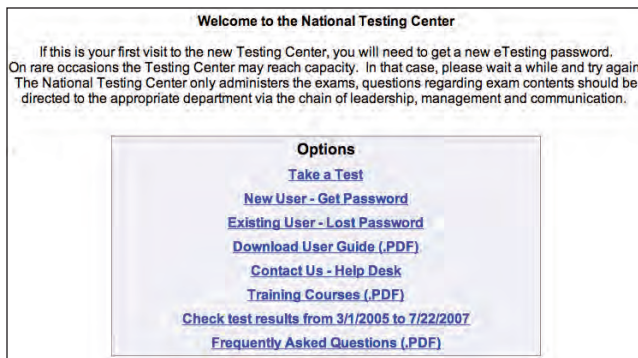 Welcome to the National Testing Center
If this is your first visit to the new Testing Center, you will need to get a new eTesting password.
On rare occasions the Testing Center may reach capacity. In that case, please wait a while and try again
The National Testing Center only administers the exams, questions regarding exam contents should be
directed to the appropriate department via the chain of leadership, management and communication.
Options
Take a Test
New User - Get Password
Existing User - Lost Password
Download User Guide (.PDF)
Contact Us - Help Desk
Training Courses (.PDF)
Check test results from 3/1/2005 to 7/22/2007
Frequently Asked Questions (.PDF)